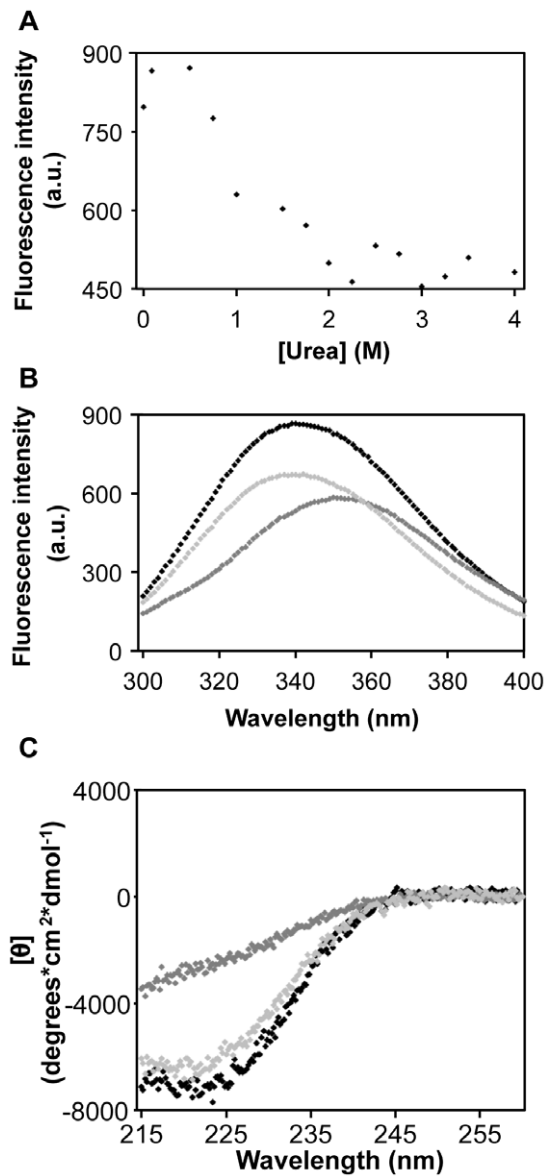 A
Fluorescence intensity
(a.u.)
900
750
600
450
0 1 2 3 4
[Urea] (M)
B
Fluorescence intensity
(a.u.)
900
600
300
0
300 320 340 360 380 400
Wavelength (nm)
C
[θ]
(degrees*cm²*dmol⁻¹)
4000
0
-4000
-8000
215 225 235 245 255
Wavelength (nm)